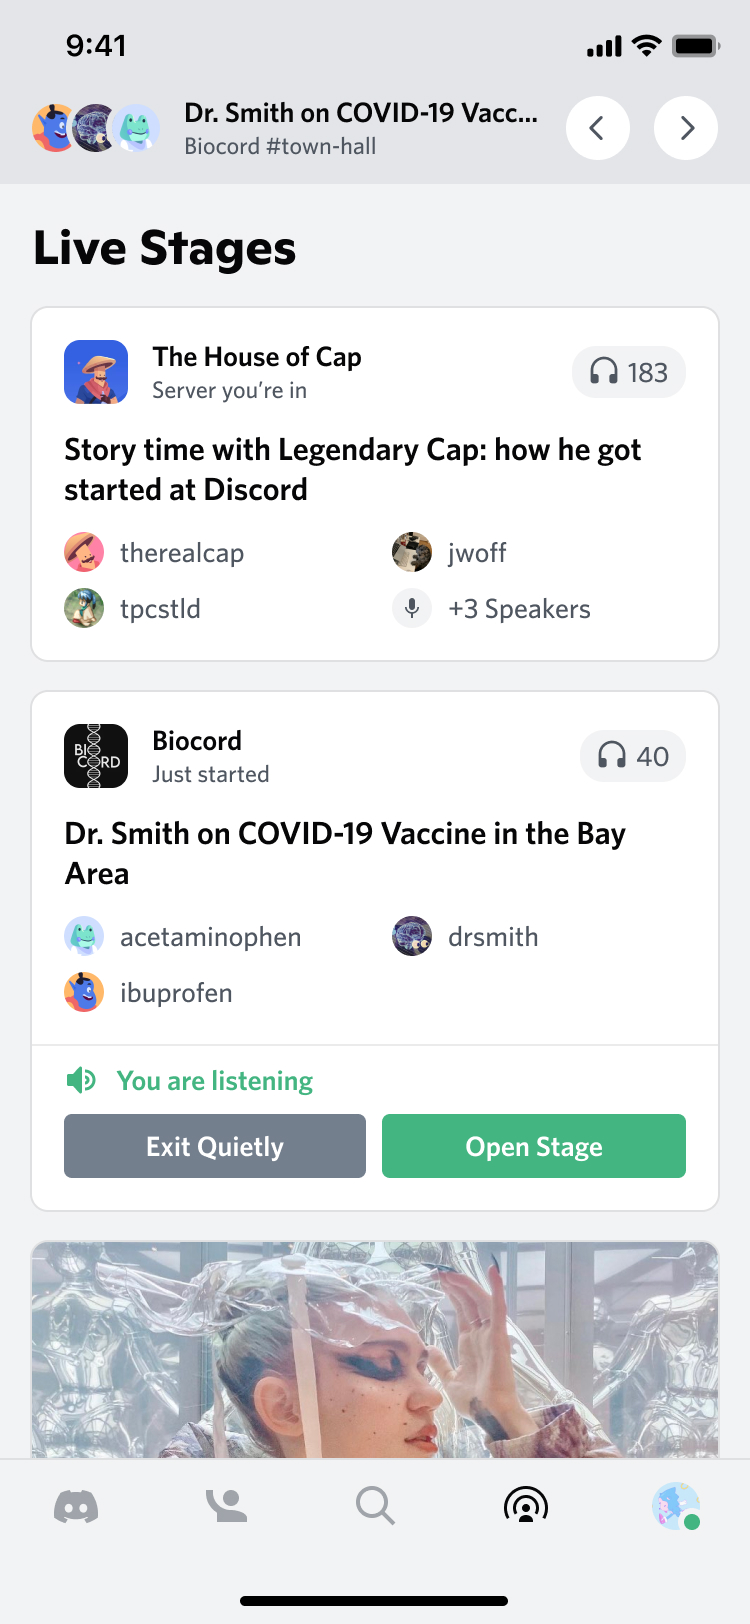 9:41
Dr. Smith on COVID-19 Vacc...
Biocord #town-hall
Live Stages
The House of Cap
Server you're in
183
Story time with Legendary Cap: how he got
started at Discord
therealcap
jwoff
tpcstld
+3 Speakers
BI
CORD
Biocord
Just started
40
Dr. Smith on COVID-19 Vaccine in the Bay
Area
acetaminophen
drsmith
ibuprofen
You are listening
Exit Quietly
Open Stage